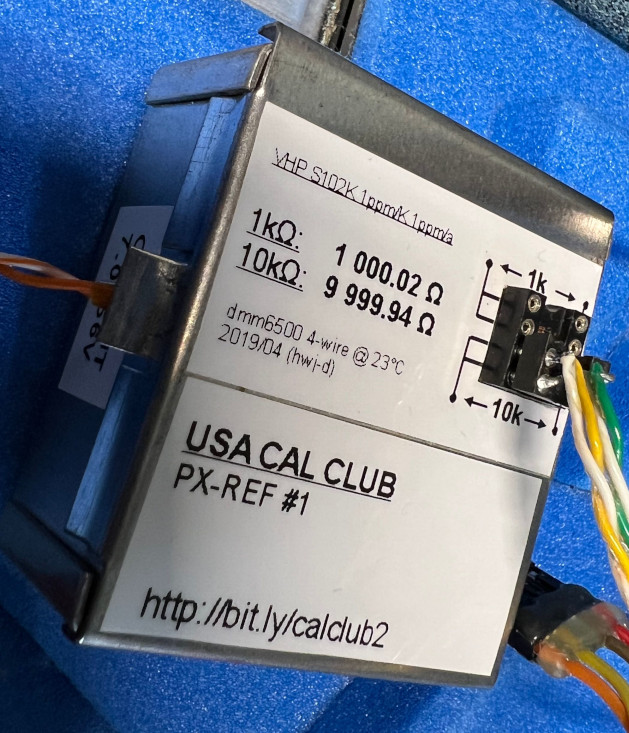 VHP S102K 1ppm/K 1ppm/a
1kΩ: 1 000.02 Ω
10kΩ: 9 999.94 Ω
dmm6500 4-wire @ 23°C
2019/04 (hwj-d)
1k
10k
USA CAL CLUB
PX-REF #1
http://bit.ly/calclub2